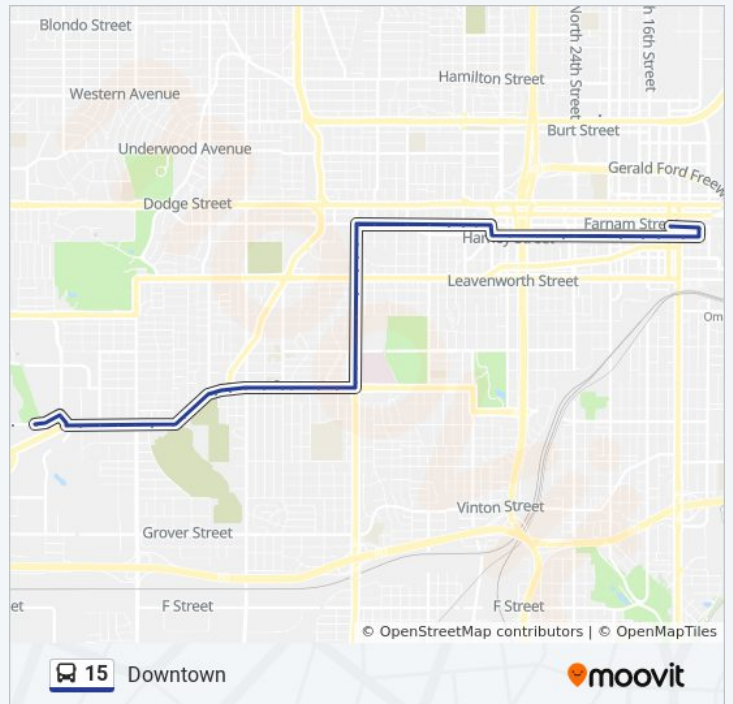 Blondo Street
North 24th Street
h 16th Street
Hamilton Street
Western Avenue
Burt Street
Underwood Avenue
Gerald Ford Freew
Dodge Street
Farnam Stre
Street
Leavenworth Street
Om
Vinton Street
Grover Street
et
F Street
F Street
© OpenStreetMap contributors | © OpenMapTiles
15 Downtown
moovit